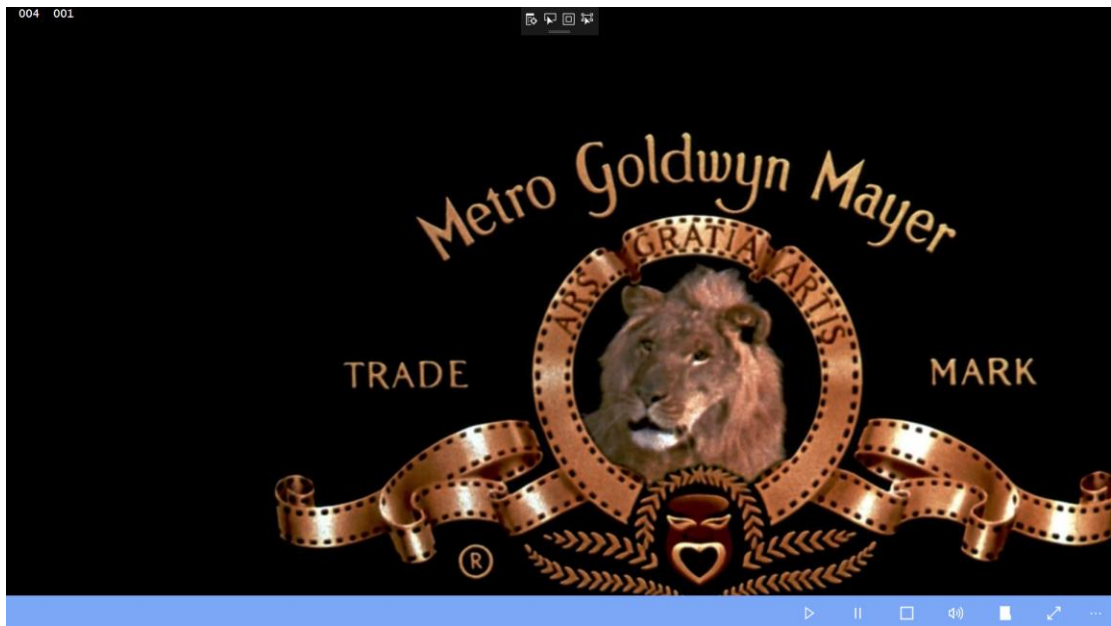 004 001
Metro Goldwyn Mayer
ARS GRATIA ARTIS
TRADE MARK
®